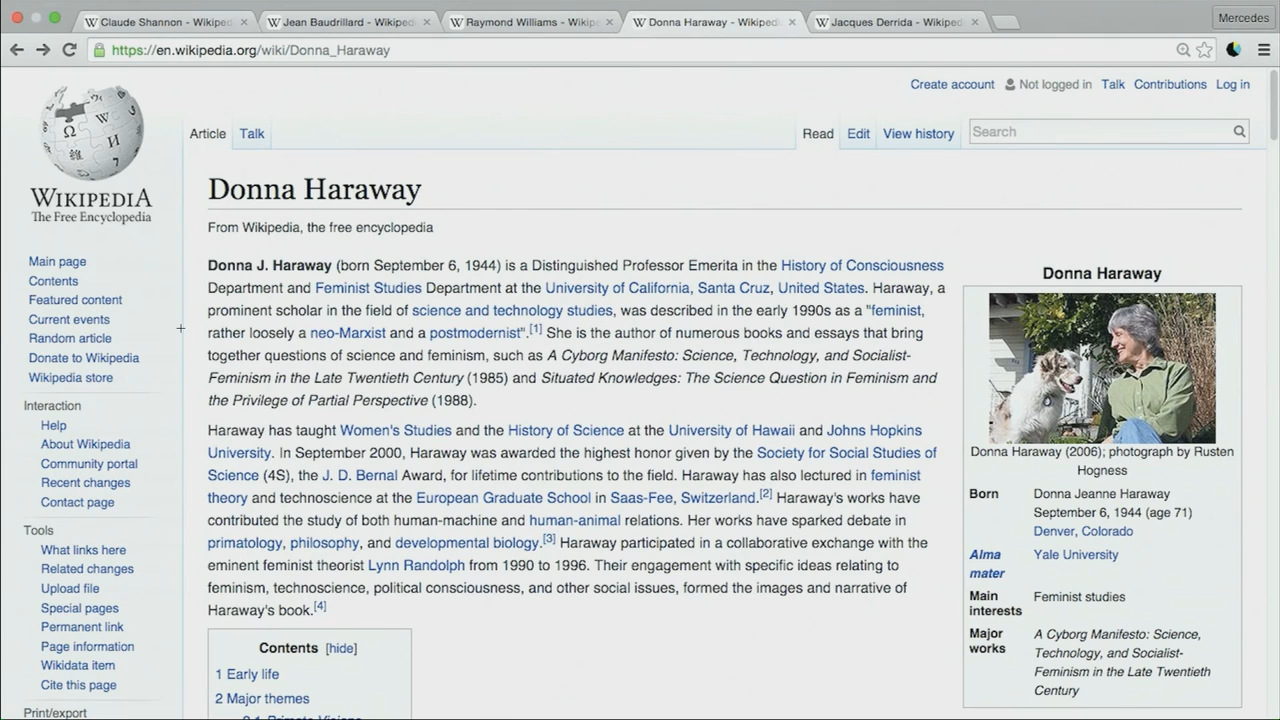 Claude Shannon - Wikiped
Jean Baudrillard - Wikiped
Raymond Williams - Wikipe
Donna Haraway - Wikipedi
Jacques Derrida - Wikiped
Mercedes
https://en.wikipedia.org/wiki/Donna_Haraway
Create account Not logged in Talk Contributions Log in
Article Talk Read Edit View history Search
WIKIPEDIA
The Free Encyclopedia
Main page
Contents
Featured content
Current events
Random article
Donate to Wikipedia
Wikipedia store
Interaction
Help
About Wikipedia
Community portal
Recent changes
Contact page
Tools
What links here
Related changes
Upload file
Special pages
Permanent link
Page information
Wikidata item
Cite this page
Print/export
Donna Haraway
From Wikipedia, the free encyclopedia
Donna J. Haraway (born September 6, 1944) is a Distinguished Professor Emerita in the History of Consciousness
Department and Feminist Studies Department at the University of California, Santa Cruz, United States. Haraway, a
prominent scholar in the field of science and technology studies, was described in the early 1990s as a "feminist,
rather loosely a neo-Marxist and a postmodernist".[1] She is the author of numerous books and essays that bring
together questions of science and feminism, such as A Cyborg Manifesto: Science, Technology, and Socialist-
Feminism in the Late Twentieth Century (1985) and Situated Knowledges: The Science Question in Feminism and
the Privilege of Partial Perspective (1988).
Haraway has taught Women's Studies and the History of Science at the University of Hawaii and Johns Hopkins
University. In September 2000, Haraway was awarded the highest honor given by the Society for Social Studies of
Science (4S), the J. D. Bernal Award, for lifetime contributions to the field. Haraway has also lectured in feminist
theory and technoscience at the European Graduate School in Saas-Fee, Switzerland.[2] Haraway's works have
contributed the study of both human-machine and human-animal relations. Her works have sparked debate in
primatology, philosophy, and developmental biology.[3] Haraway participated in a collaborative exchange with the
eminent feminist theorist Lynn Randolph from 1990 to 1996. Their engagement with specific ideas relating to
feminism, technoscience, political consciousness, and other social issues, formed the images and narrative of
Haraway's book.[4]
Contents [hide]
1 Early life
2 Major themes
2.1 Primate Visions
Donna Haraway
Haraway (2006); photograph by Rusten
Hogness
Born Donna Jeanne Haraway
September 6, 1944 (age 71)
Denver, Colorado
Alma Yale University
mater
Main Feminist studies
interests
Major A Cyborg Manifesto: Science,
works Technology, and Socialist-
Feminism in the Late Twentieth
Century